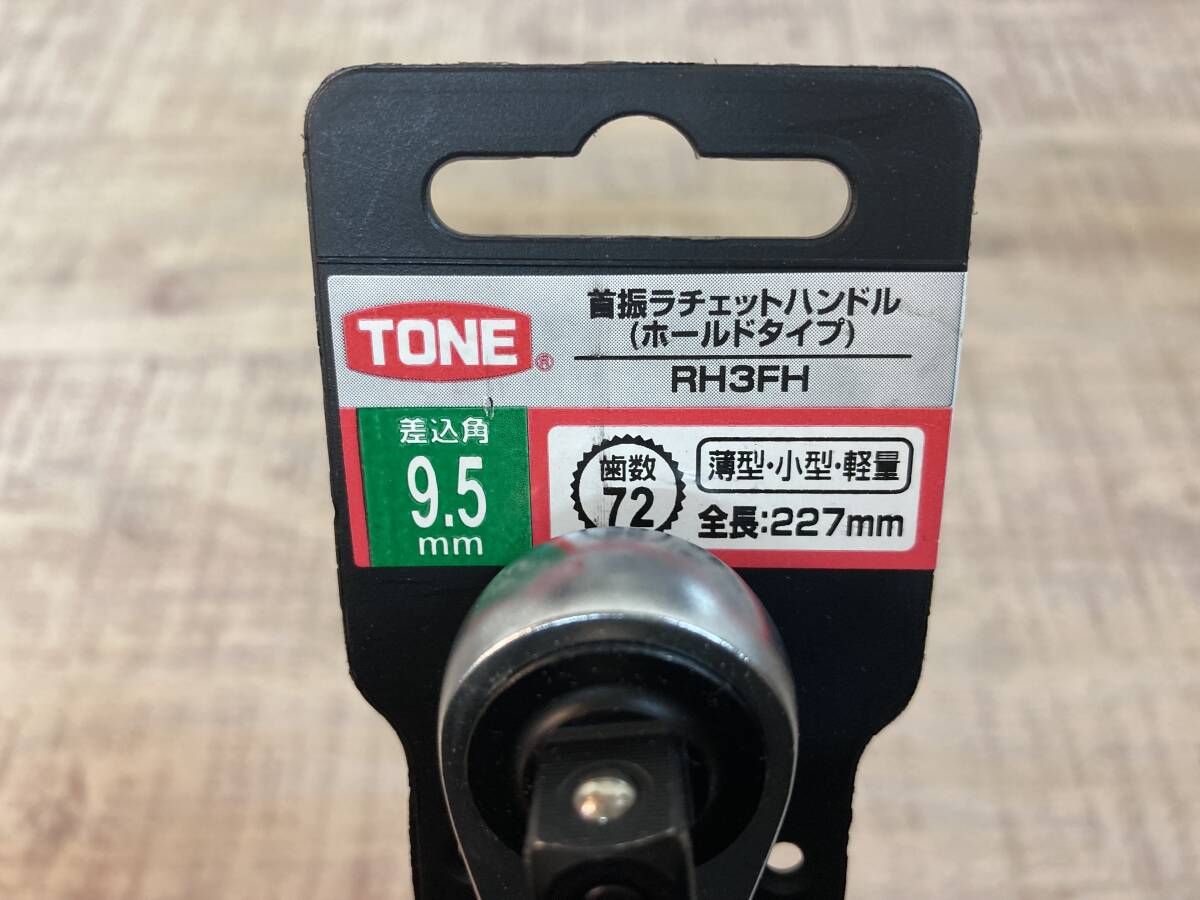 TONE®
首振ラチェットハンドル
(ホールドタイプ)
RH3FH
差込角
9.5
mm
歯数
72
薄型・小型・軽量
全長:227mm